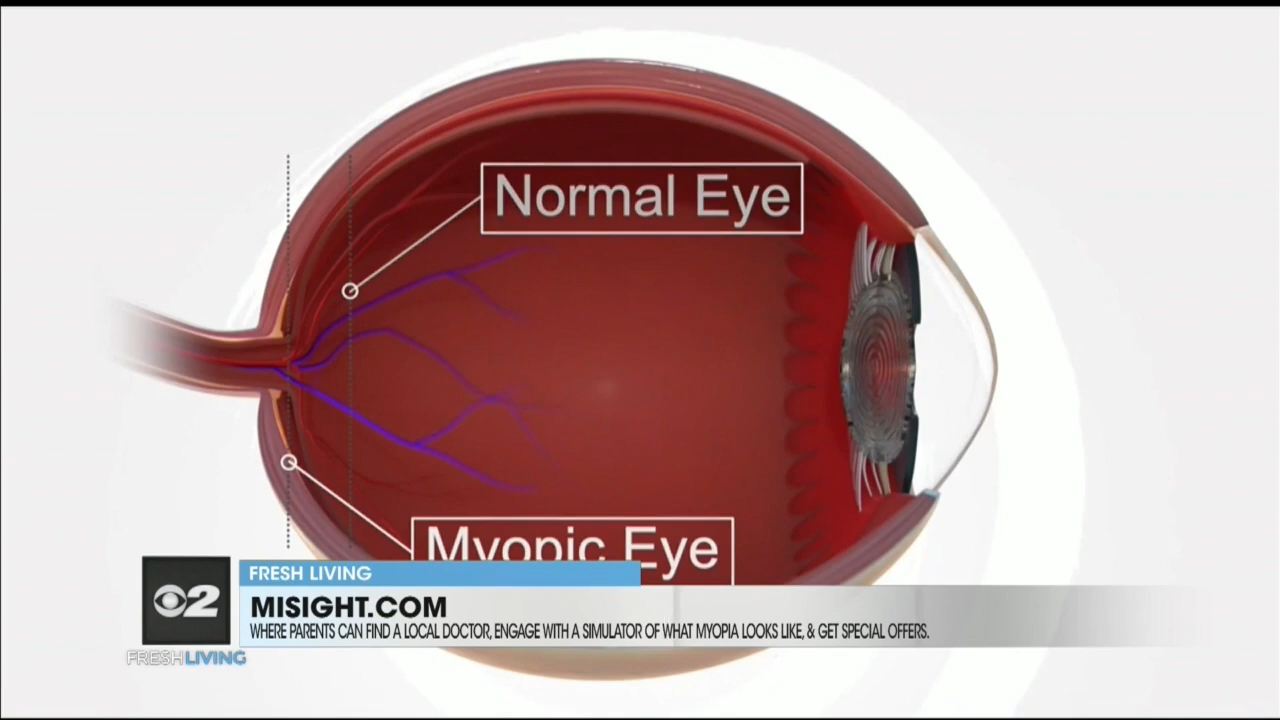 Normal Eye
Myopic Eye
FRESH LIVING
2
MISIGHT.COM
WHERE PARENTS CAN FIND A LOCAL DOCTOR, ENGAGE WITH A SIMULATOR OF WHAT MYOPIA LOOKS LIKE, & GET SPECIAL OFFERS.
FRESHLIVING